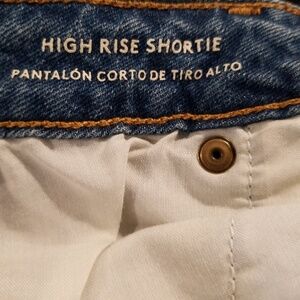 HIGH RISE SHORTIE
PANTALÓN CORTO DE TIRO ALTO